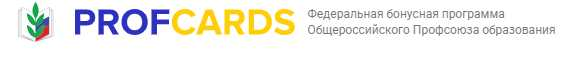 PROFCARDS
Федеральная бонусная программа
Общероссийского Профсоюза образования